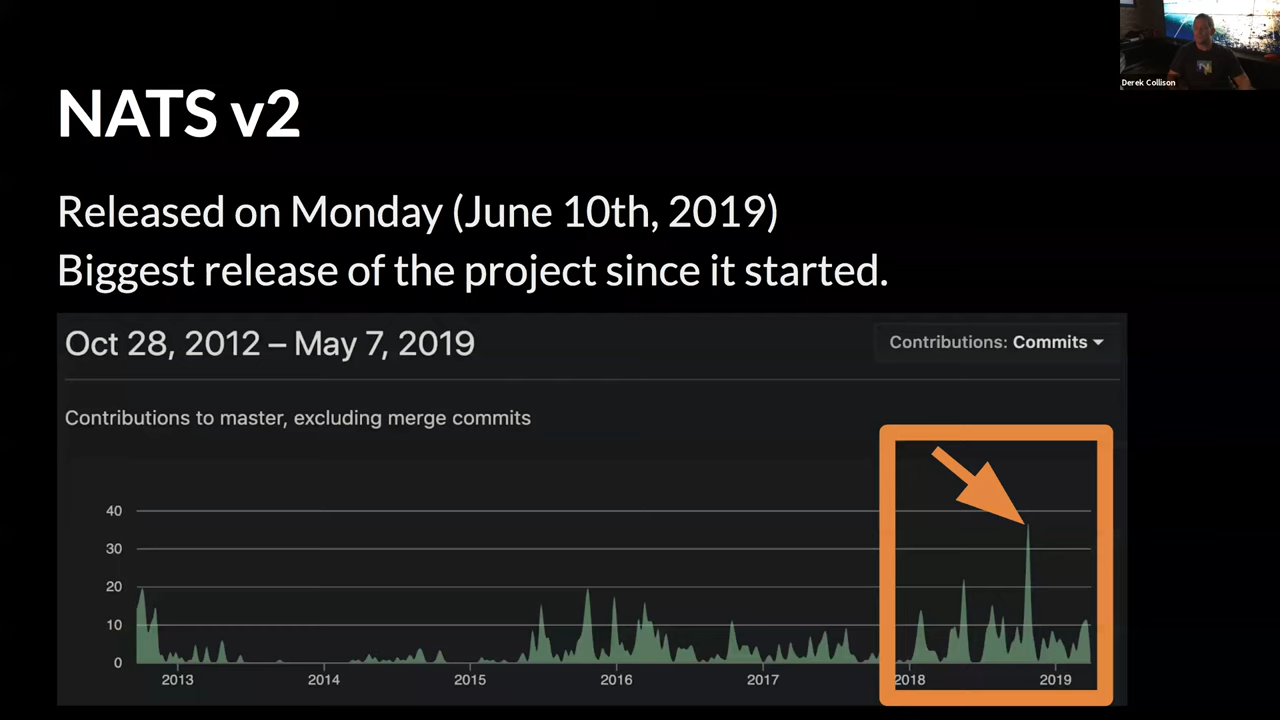 Derek Collison
NATS v2
Released on Monday (June 10th, 2019)
Biggest release of the project since it started.
Oct 28, 2012 – May 7, 2019
Contributions: Commits
Contributions to master, excluding merge commits
40
30
20
10
0
2013 2014 2015 2016 2017 2018 2019